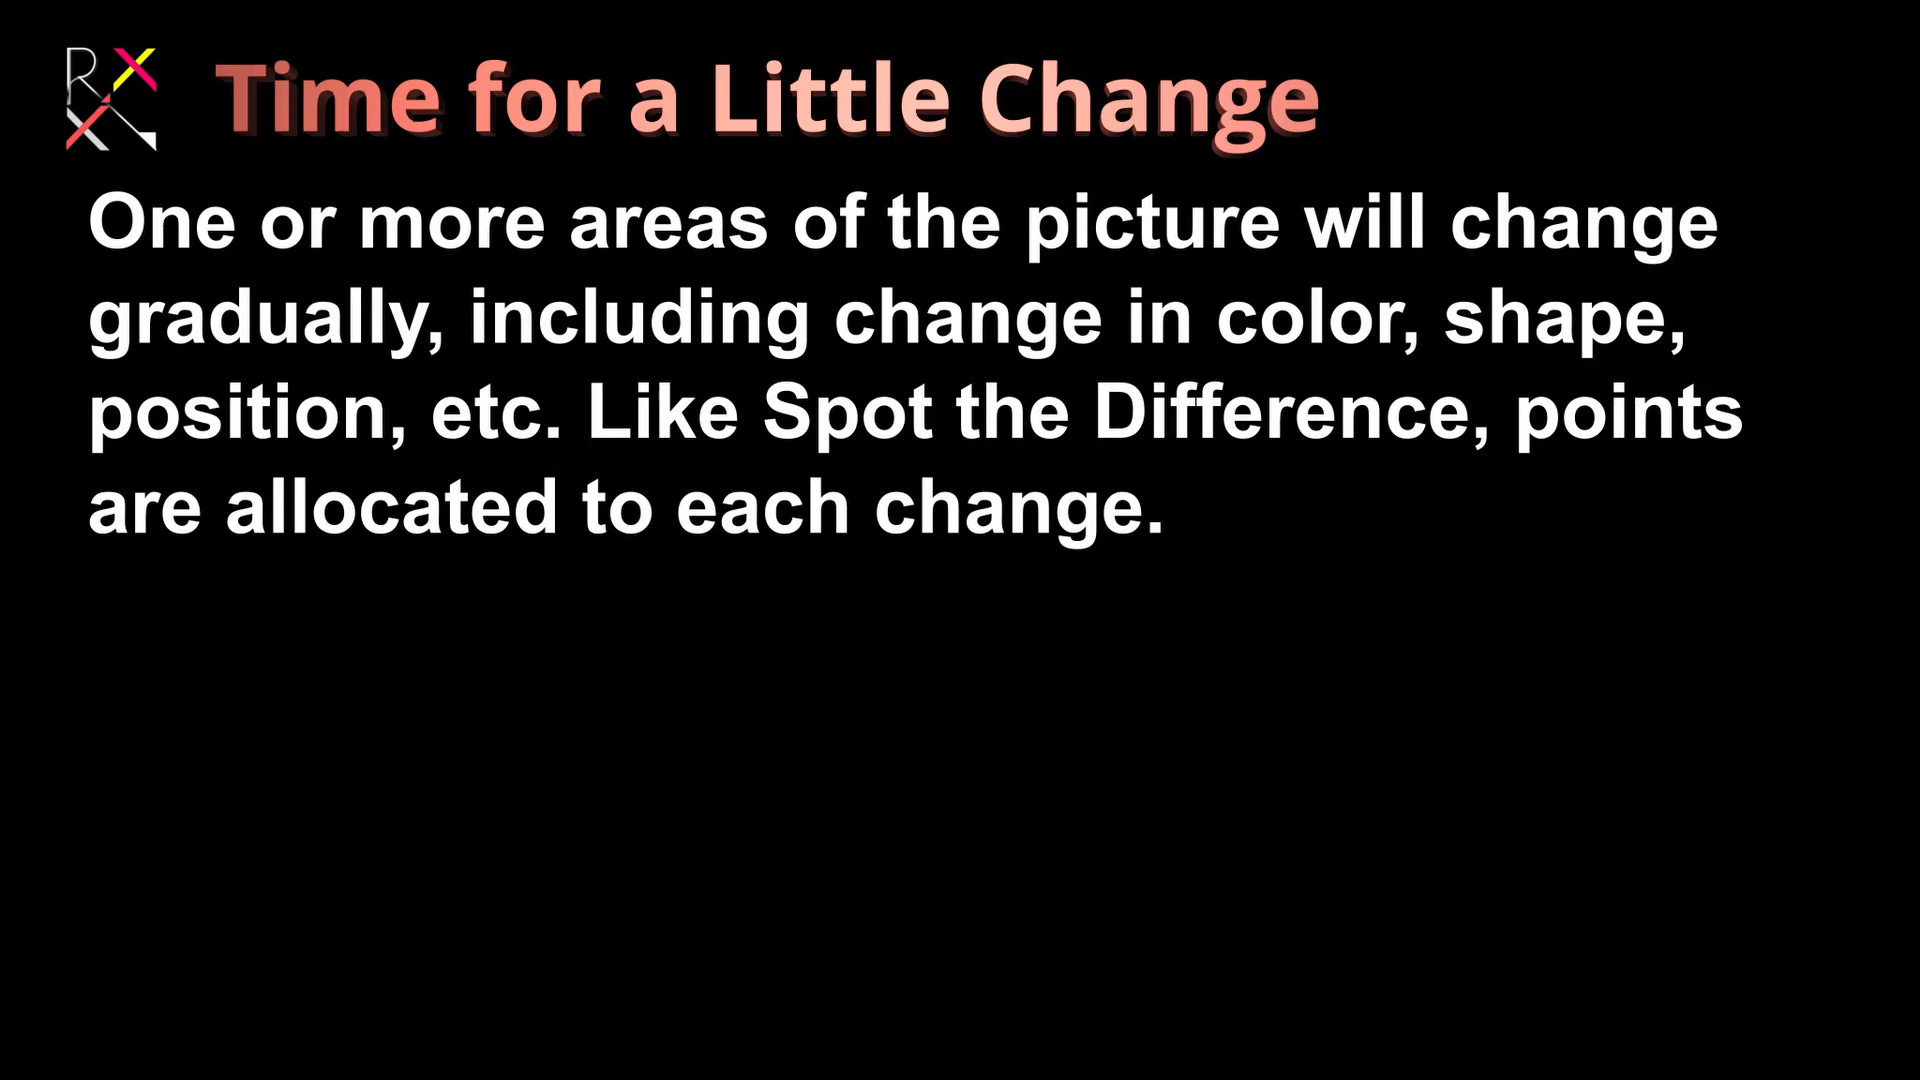 RX
Time for a Little Change
One or more areas of the picture will change
gradually, including change in color, shape,
position, etc. Like Spot the Difference, points
are allocated to each change.